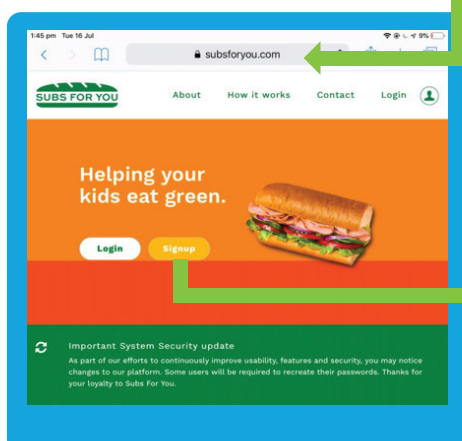 1:45 pm Tue 16 Jul 9%
subsforyou.com
SUBS FOR YOU About How it works Contact Login
Helping your
kids eat green.
Login Signup
Important System Security update
As part of our efforts to continuously improve usability, features and security, you may notice
changes to our platform. Some users will be required to recreate their passwords. Thanks for
your loyalty to Subs For You.